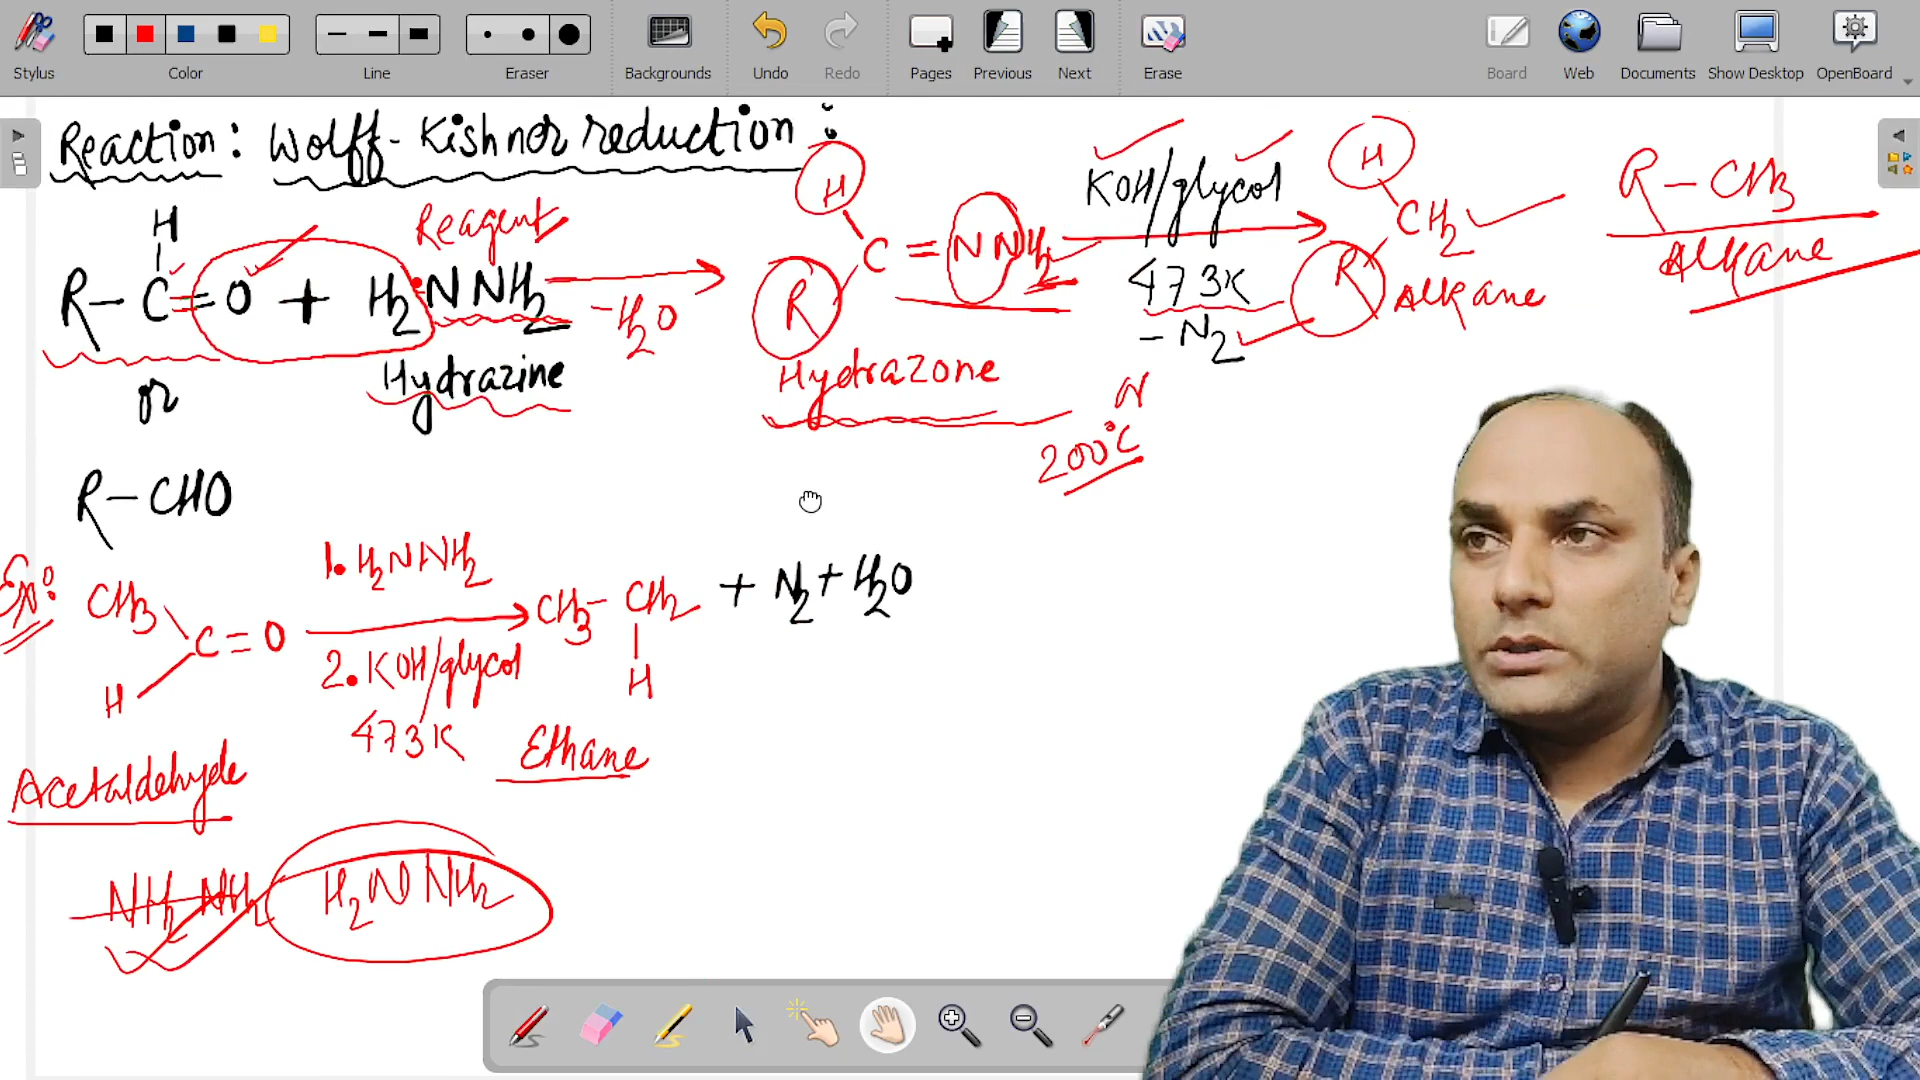 Stylus Color Line Eraser Backgrounds Undo Redo Pages Previous Next Erase Board Web Documents Show Desktop OpenBoard
Reaction: Wolff-Kishnor reduction:
H
R-C=O + H2NNH2
Reagent
-H2O
or
Hydrazine
H
C=NNH2
R
Hydrazone
KOH/glycol
473K
-N2
or
200°C
H
CH2
R
Alkane
R-CH3
Alkane
R-CHO
Ex:
CH3
C=O
H
Acetaldehyde
1. H2NNH2
2. KOH/glycol
473K
CH3-CH2 + N2 + H2O
H
Ethane
NH2NH2 H2NNH2